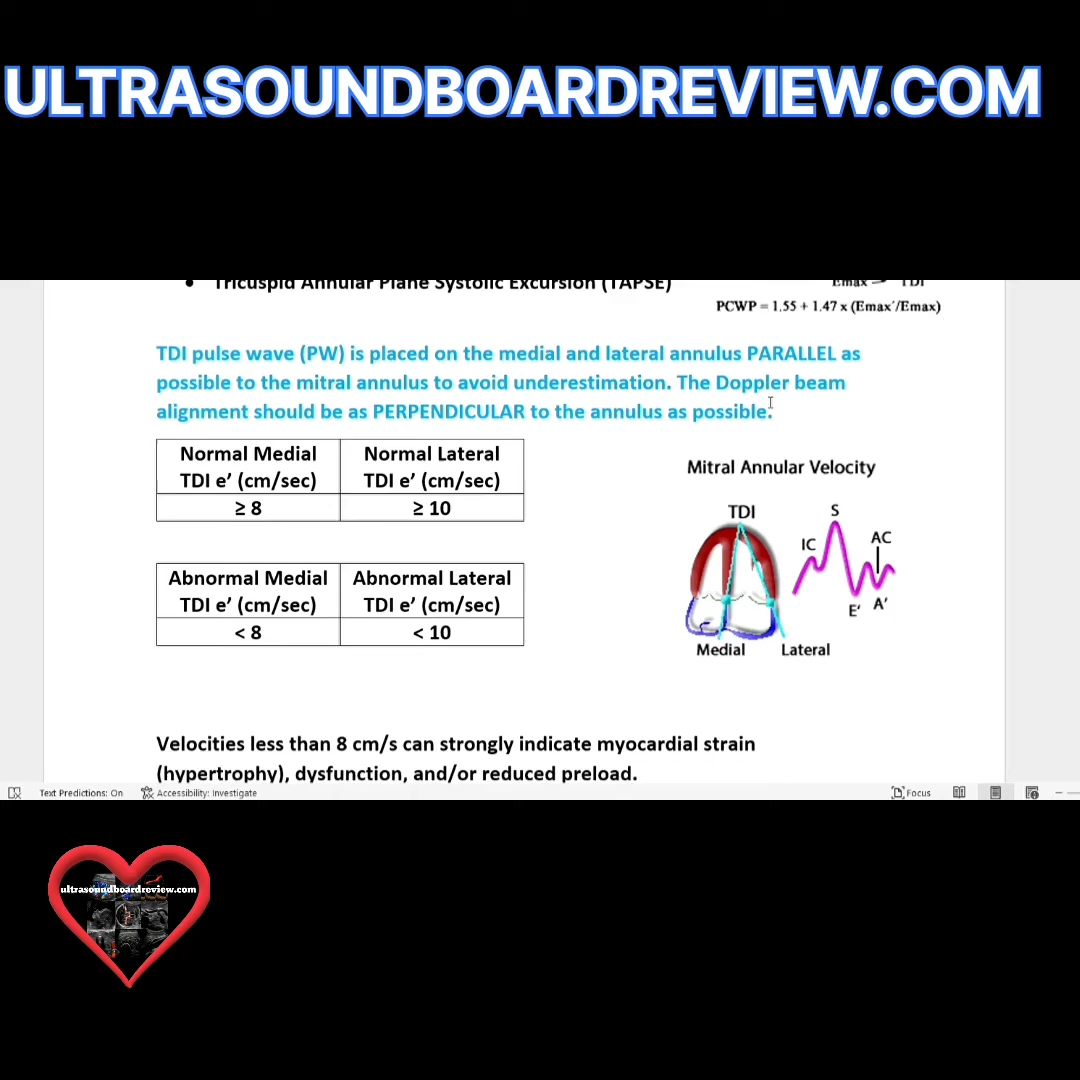 ULTRASOUNDBOARDREVIEW.COM
• Tricuspid Annular Plane Systolic Excursion (TAPSE)
Emax → TDI
PCWP = 1.55 + 1.47 x (Emax´/Emax)
TDI pulse wave (PW) is placed on the medial and lateral annulus PARALLEL as
possible to the mitral annulus to avoid underestimation. The Doppler beam
alignment should be as PERPENDICULAR to the annulus as possible.
Normal Medial
TDI e’ (cm/sec)
Normal Lateral
TDI e’ (cm/sec)
≥ 8
≥ 10
Abnormal Medial
TDI e’ (cm/sec)
Abnormal Lateral
TDI e’ (cm/sec)
< 8
< 10
Mitral Annular Velocity
TDI
S
IC
AC
E'
A'
Medial
Lateral
Velocities less than 8 cm/s can strongly indicate myocardial strain
(hypertrophy), dysfunction, and/or reduced preload.
Text Predictions: On
Accessibility: Investigate
Focus
ultrasoundboardreview.com